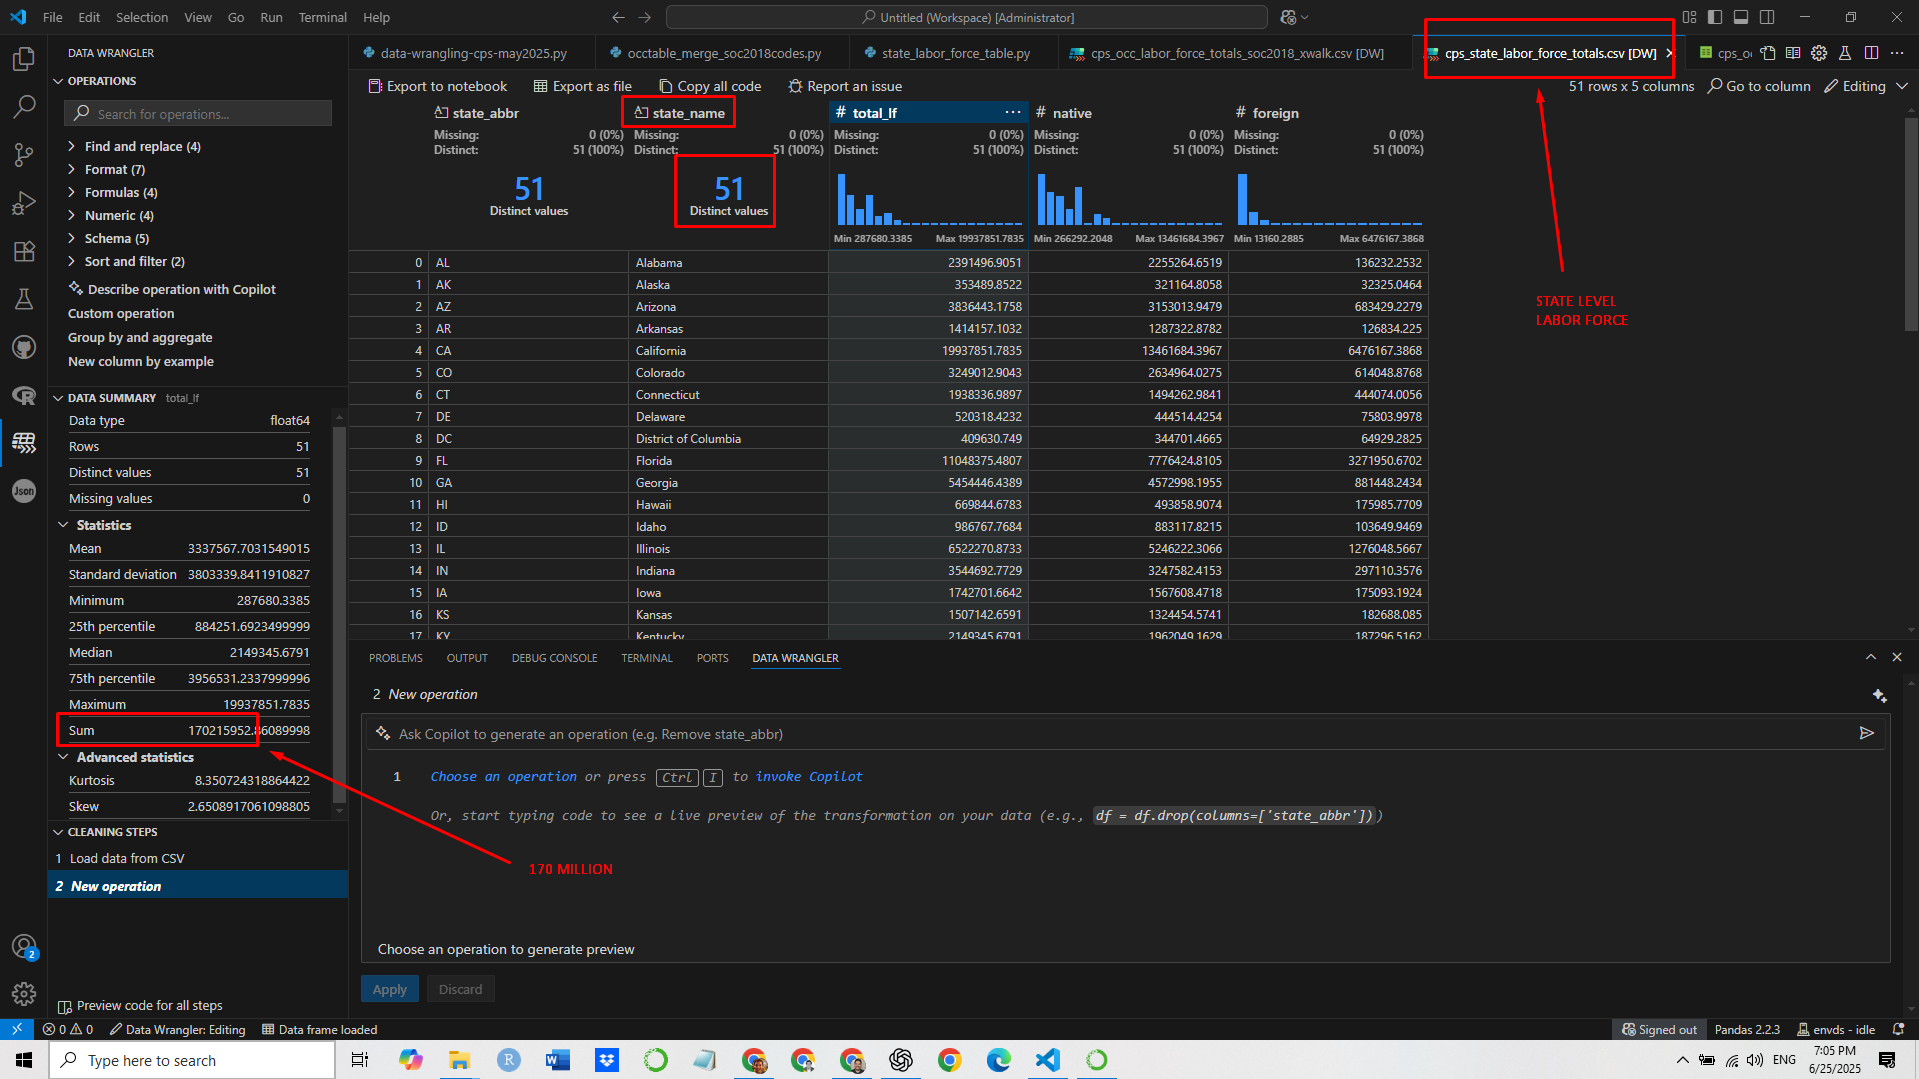 File Edit Selection View Go Run Terminal Help
Untitled (Workspace) [Administrator]
DATA WRANGLER
data-wrangling-cps-may2025.py
occtable_merge_soc2018codes.py
state_labor_force_table.py
cps_occ_labor_force_totals_soc2018_xwalk.csv [DW]
cps_state_labor_force_totals.csv [DW]
cps_oc
OPERATIONS
Search for operations...
Find and replace (4)
Format (7)
Formulas (4)
Numeric (4)
Schema (5)
Sort and filter (2)
Describe operation with Copilot
Custom operation
Group by and aggregate
New column by example
DATA SUMMARY total_lf
Data type float64
Rows 51
Distinct values 51
Missing values 0
Statistics
Mean 3337567.7031549015
Standard deviation 3803339.8411910827
Minimum 287680.3385
25th percentile 884251.6923499999
Median 2149345.6791
75th percentile 3956531.2337999996
Maximum 19937851.7835
Sum 170215952.86089998
Advanced statistics
Kurtosis 8.350724318864422
Skew 2.6508917061098805
CLEANING STEPS
1 Load data from CSV
2 New operation
Preview code for all steps
Export to notebook Export as file Copy all code Report an issue
51 rows x 5 columns Go to column Editing
state_abbr state_name # total_lf ··· # native # foreign
Missing: 0 (0%) Missing: 0 (0%) Missing: 0 (0%) Missing: 0 (0%) Missing: 0 (0%)
Distinct: 51 (100%) Distinct: 51 (100%) Distinct: 51 (100%) Distinct: 51 (100%) Distinct: 51 (100%)
51 51
Distinct values Distinct values
Min 287680.3385 Max 19937851.7835 Min 266292.2048 Max 13461684.3967 Min 13160.2885 Max 6476167.3868
0 AL Alabama 2391496.9051 2255264.6519 136232.2532
1 AK Alaska 353489.8522 321164.8058 32325.0464
2 AZ Arizona 3836443.1758 3153013.9479 683429.2279
3 AR Arkansas 1414157.1032 1287322.8782 126834.225
4 CA California 19937851.7835 13461684.3967 6476167.3868
5 CO Colorado 3249012.9043 2634964.0275 614048.8768
6 CT Connecticut 1938336.9897 1494262.9841 444074.0056
7 DE Delaware 520318.4232 444514.4254 75803.9978
8 DC District of Columbia 409630.749 344701.4665 64929.2825
9 FL Florida 11048375.4807 7776424.8105 3271950.6702
10 GA Georgia 5454446.4389 4572998.1955 881448.2434
11 HI Hawaii 669844.6783 493858.9074 175985.7709
12 ID Idaho 986767.7684 883117.8215 103649.9469
13 IL Illinois 6522270.8733 5246222.3066 1276048.5667
14 IN Indiana 3544692.7729 3247582.4153 297110.3576
15 IA Iowa 1742701.6642 1567608.4718 175093.1924
16 KS Kansas 1507142.6591 1324454.5741 182688.085
17 KY Kentucky 2149345.6791 1962049.1629 187296.5162
STATE LEVEL
LABOR FORCE
PROBLEMS OUTPUT DEBUG CONSOLE TERMINAL PORTS DATA WRANGLER
2 New operation
Ask Copilot to generate an operation (e.g. Remove state_abbr)
1 Choose an operation or press Ctrl I to invoke Copilot
Or, start typing code to see a live preview of the transformation on your data (e.g., df = df.drop(columns=['state_abbr']))
170 MILLION
Choose an operation to generate preview
Apply Discard
Json
2
0 0 Data Wrangler: Editing Data frame loaded
Signed out Pandas 2.2.3 envds - idle
Type here to search
ENG
7:05 PM
6/25/2025